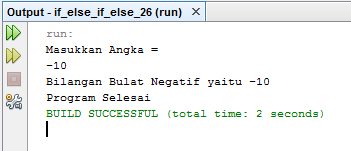 Output - if_else_if_else_26 (run) ×
run:
Masukkan Angka =
-10
Bilangan Bulat Negatif yaitu -10
Program Selesai
BUILD SUCCESSFUL (total time: 2 seconds)